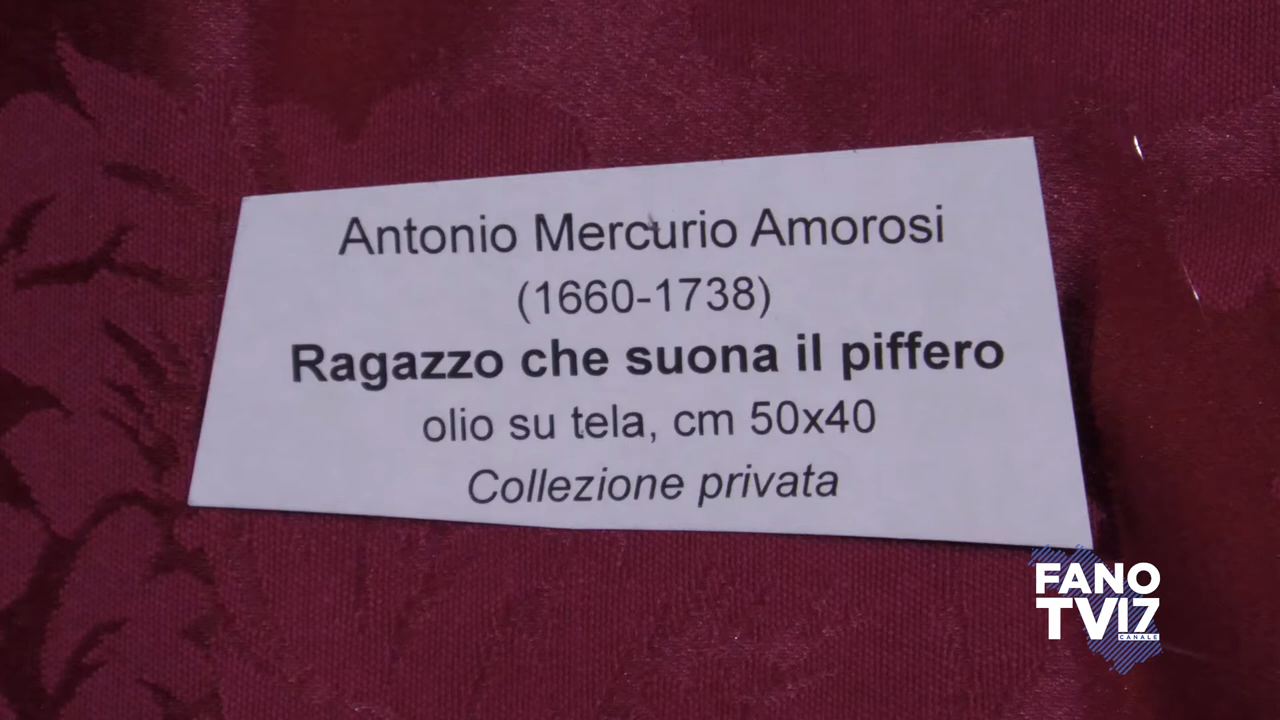 Antonio Mercurio Amorosi
(1660-1738)
Ragazzo che suona il piffero
olio su tela, cm 50x40
Collezione privata
FANO
TV17
CANALE